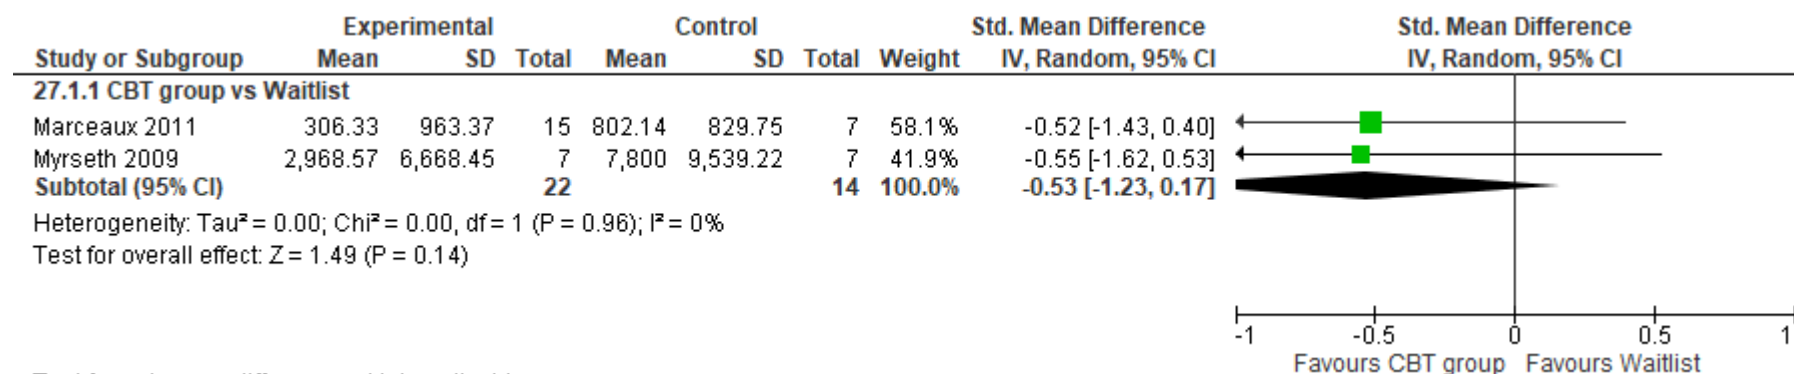 Experimental Control Std. Mean Difference Std. Mean Difference
Study or Subgroup Mean SD Total Mean SD Total Weight IV, Random, 95% CI IV, Random, 95% CI
27.1.1 CBT group vs Waitlist
Marceaux 2011 306.33 963.37 15 802.14 829.75 7 58.1% -0.52 [-1.43, 0.40]
Myrseth 2009 2,968.57 6,668.45 7 7,800 9,539.22 7 41.9% -0.55 [-1.62, 0.53]
Subtotal (95% CI) 22 14 100.0% -0.53 [-1.23, 0.17]
Heterogeneity: Tau² = 0.00; Chi² = 0.00, df = 1 (P = 0.96); I² = 0%
Test for overall effect: Z = 1.49 (P = 0.14)
-1 -0.5 0 0.5 1
Favours CBT group Favours Waitlist